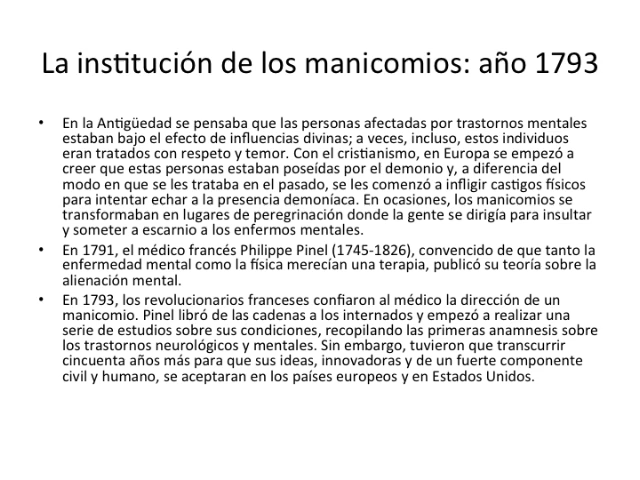 La institución de los manicomios: año 1793
• En la Antigüedad se pensaba que las personas afectadas por trastornos mentales
estaban bajo el efecto de influencias divinas; a veces, incluso, estos individuos
eran tratados con respeto y temor. Con el cristianismo, en Europa se empezó a
creer que estas personas estaban poseídas por el demonio y, a diferencia del
modo en que se les trataba en el pasado, se les comenzó a infligir castigos físicos
para intentar echar a la presencia demoníaca. En ocasiones, los manicomios se
transformaban en lugares de peregrinación donde la gente se dirigía para insultar
y someter a escarnio a los enfermos mentales.
• En 1791, el médico francés Philippe Pinel (1745-1826), convencido de que tanto la
enfermedad mental como la física merecían una terapia, publicó su teoría sobre la
alienación mental.
• En 1793, los revolucionarios franceses confiaron al médico la dirección de un
manicomio. Pinel libró de las cadenas a los internados y empezó a realizar una
serie de estudios sobre sus condiciones, recopilando las primeras anamnesis sobre
los trastornos neurológicos y mentales. Sin embargo, tuvieron que transcurrir
cincuenta años más para que sus ideas, innovadoras y de un fuerte componente
civil y humano, se aceptaran en los países europeos y en Estados Unidos.